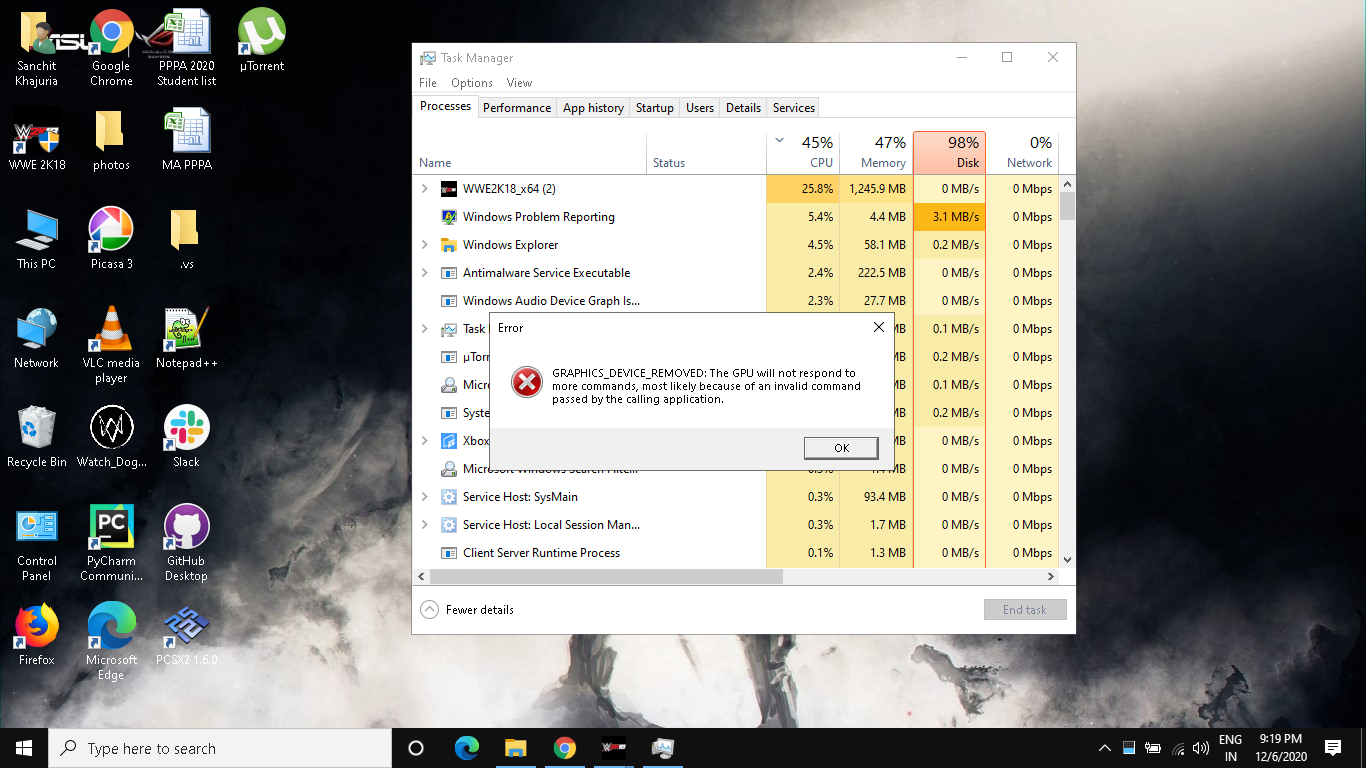 Sanchit
Khajuria
Google
Chrome
PPPA 2020
Student list
µTorrent
WWE 2K18
photos
MA PPPA
This PC
Picasa 3
.vs
Network
VLC media
player
Notepad++
Recycle Bin
Watch_Dog...
Slack
Control
Panel
PyCharm
Communi...
GitHub
Desktop
Firefox
Microsoft
Edge
PCSX2 1.6.0
Task Manager
File Options View
Processes Performance App history Startup Users Details Services
45% 47% 98% 0%
Name Status CPU Memory Disk Network
WWE2K18_x64 (2) 25.8% 1,245.9 MB 0 MB/s 0 Mbps
Windows Problem Reporting 5.4% 4.4 MB 3.1 MB/s 0 Mbps
Windows Explorer 4.5% 58.1 MB 0.2 MB/s 0 Mbps
Antimalware Service Executable 2.4% 222.5 MB 0 MB/s 0 Mbps
Windows Audio Device Graph Is... 2.3% 27.7 MB 0 MB/s 0 Mbps
Task MB 0.1 MB/s 0 Mbps
µTorr MB 0.2 MB/s 0 Mbps
Micro MB 0.1 MB/s 0 Mbps
Syste MB 0.2 MB/s 0 Mbps
Xbox MB 0 MB/s 0 Mbps
Microsoft Windows Search Filte... 0 MB/s 0 Mbps
Service Host: SysMain 0.3% 93.4 MB 0 MB/s 0 Mbps
Service Host: Local Session Man... 0.3% 1.7 MB 0 MB/s 0 Mbps
Client Server Runtime Process 0.1% 1.3 MB 0 MB/s 0 Mbps
Fewer details End task
Error
GRAPHICS_DEVICE_REMOVED: The GPU will not respond to
more commands, most likely because of an invalid command
passed by the calling application.
OK
Type here to search
ENG
IN
9:19 PM
12/6/2020